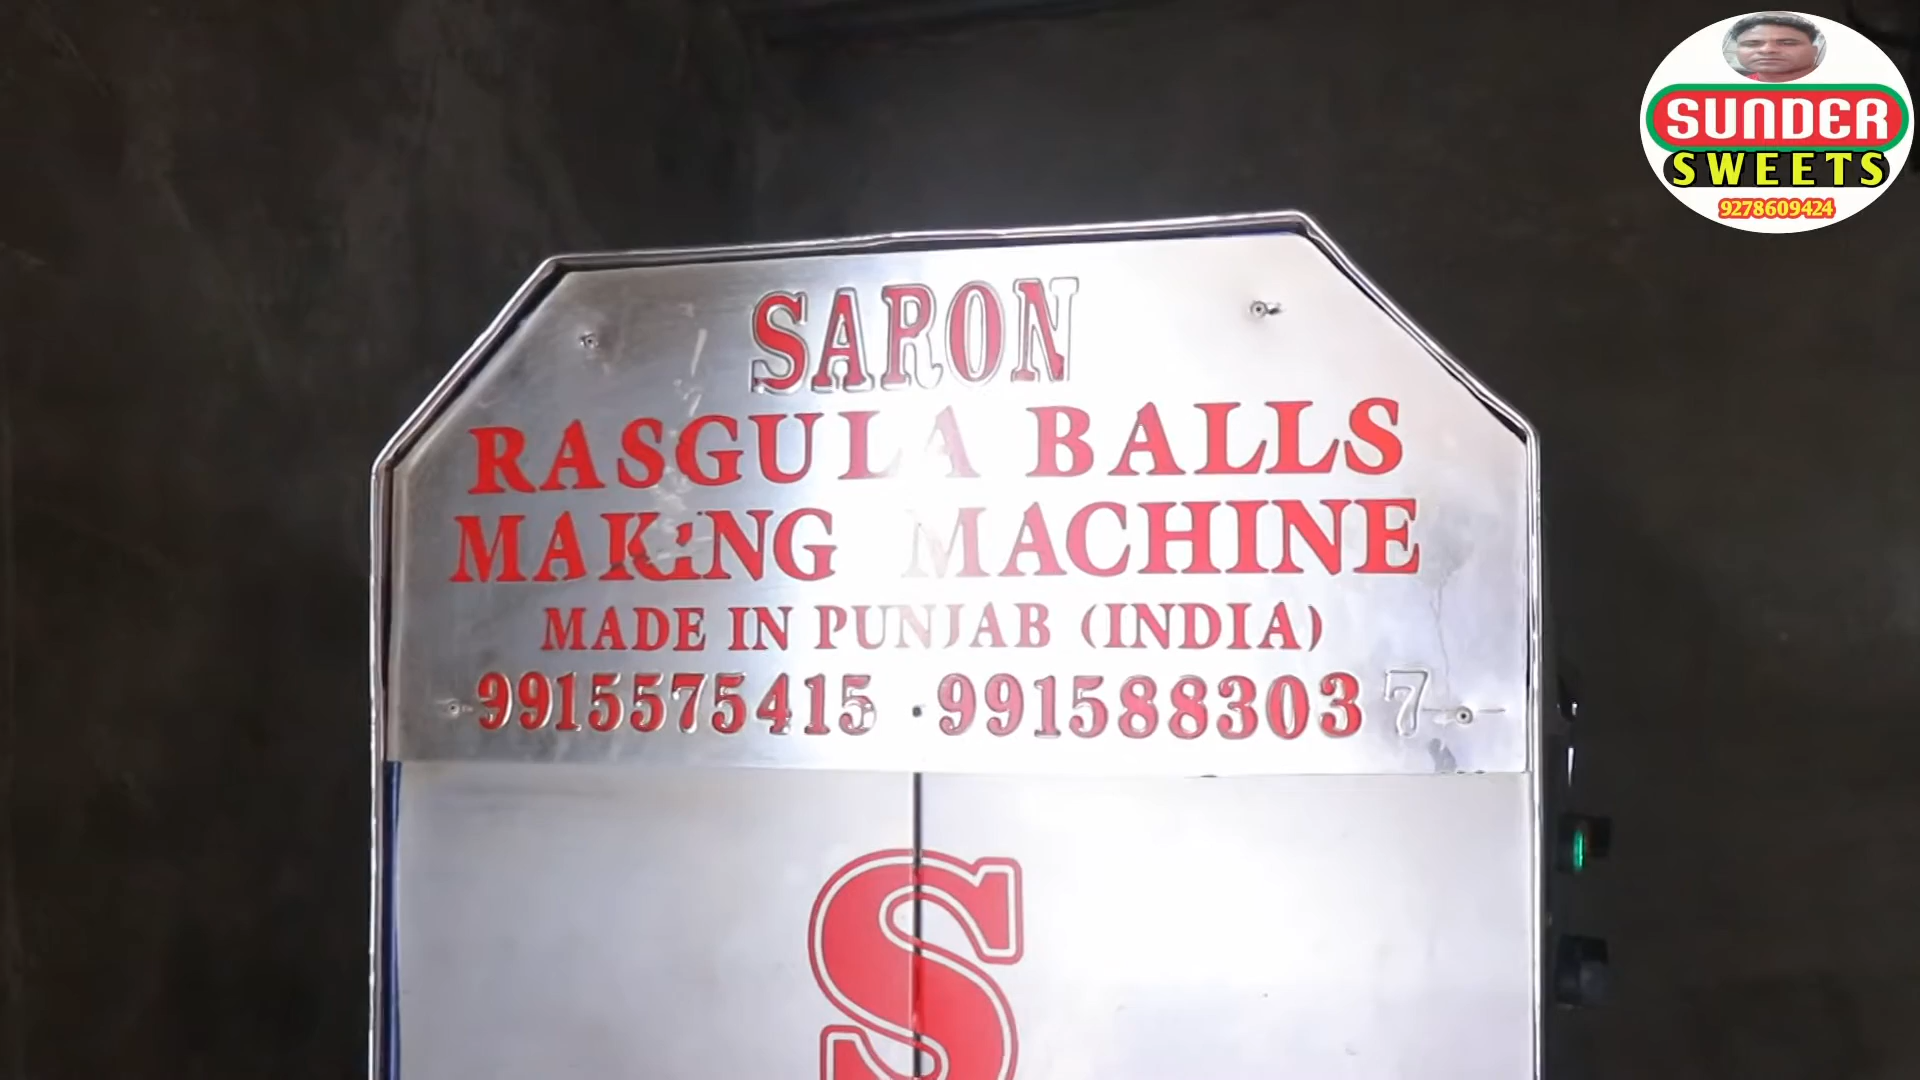 SUNDER
SWEETS
9278609424
SARON
RASGULA BALLS
MAKING MACHINE
MADE IN PUNJAB (INDIA)
9915575415 · 9915883037
S